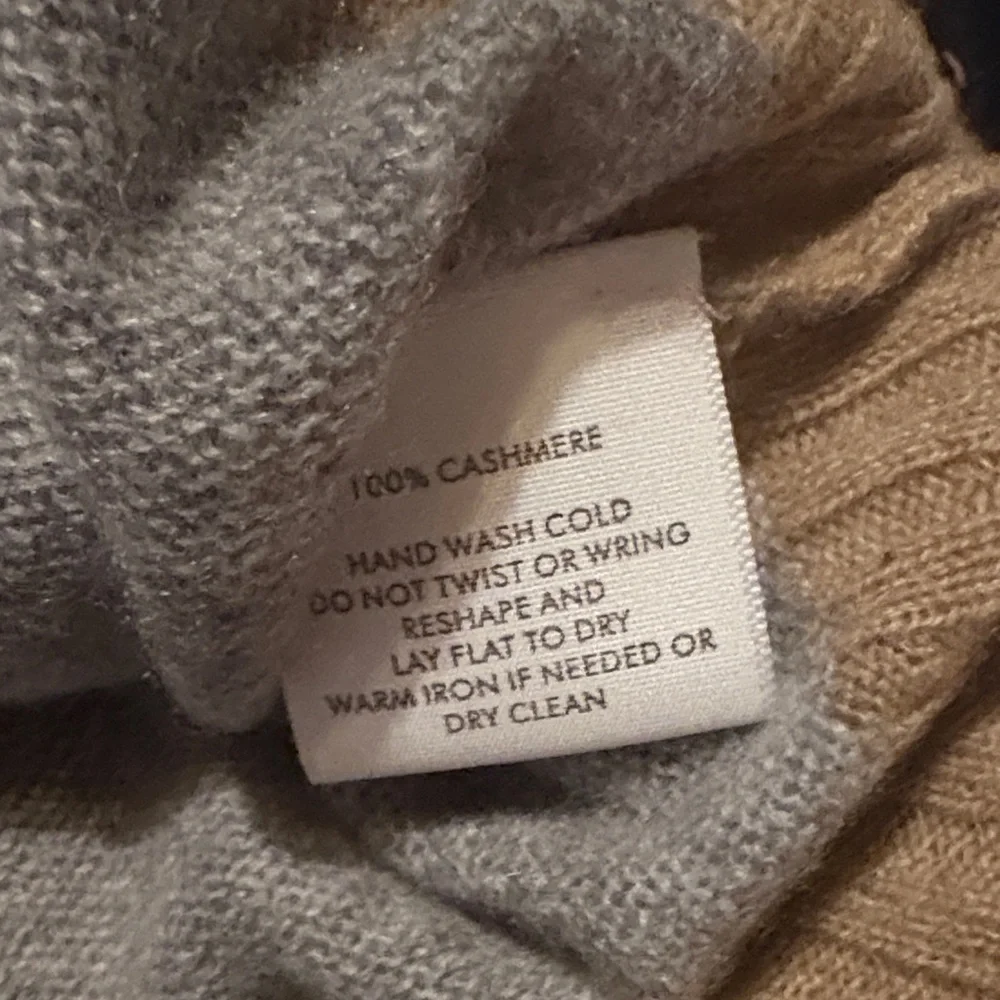 100% CASHMERE
HAND WASH COLD
DO NOT TWIST OR WRING
RESHAPE AND
LAY FLAT TO DRY
WARM IRON IF NEEDED OR
DRY CLEAN